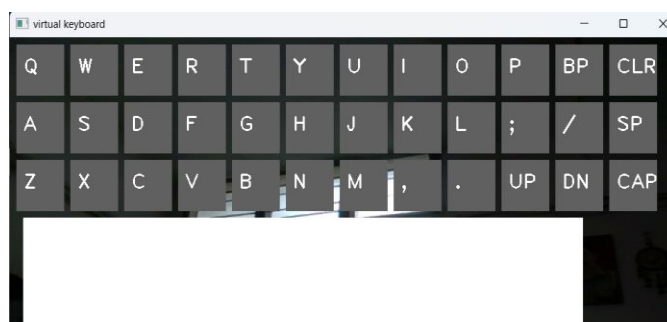 virtual keyboard
Q W E R T Y U I O P BP CLR
A S D F G H J K L ; / SP
Z X C V B N M , . UP DN CAP